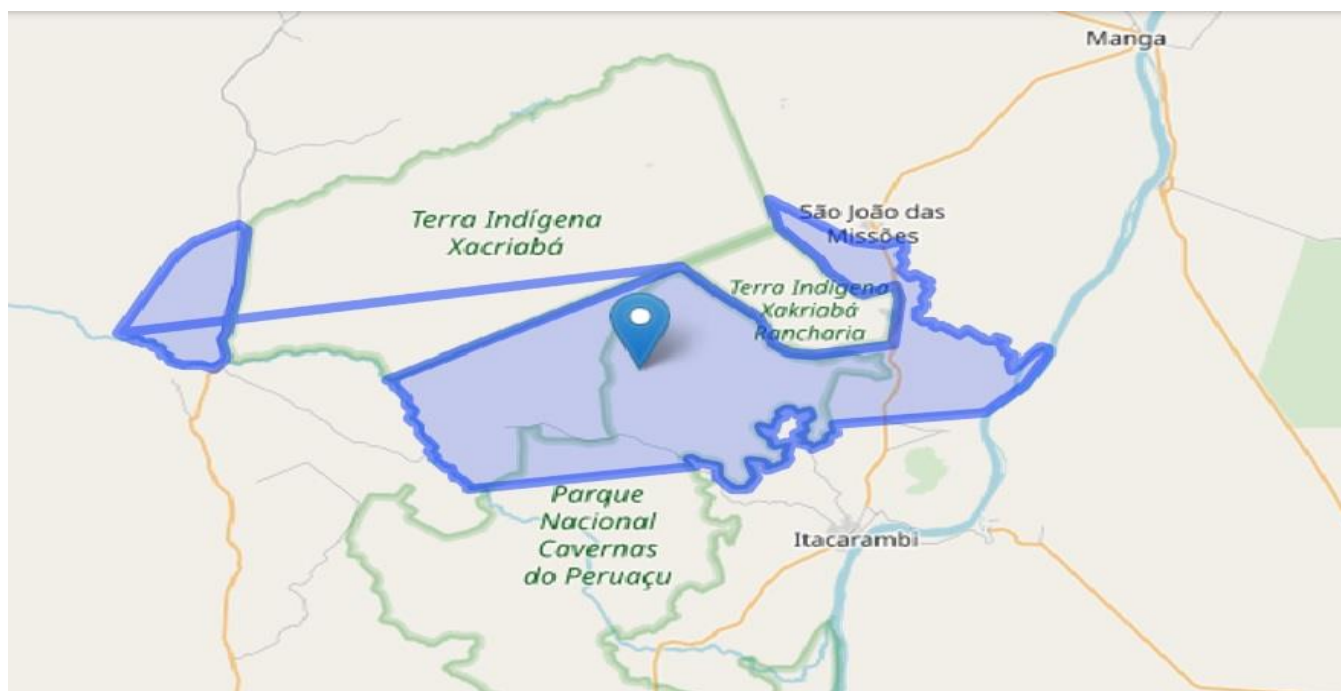 Manga
São João das
Missões
Terra Indígena
Xacriabá
Terra Indígena
Xakriabá
Rancharia
Parque
Nacional
Cavernas
do Peruaçu
Itacarambi